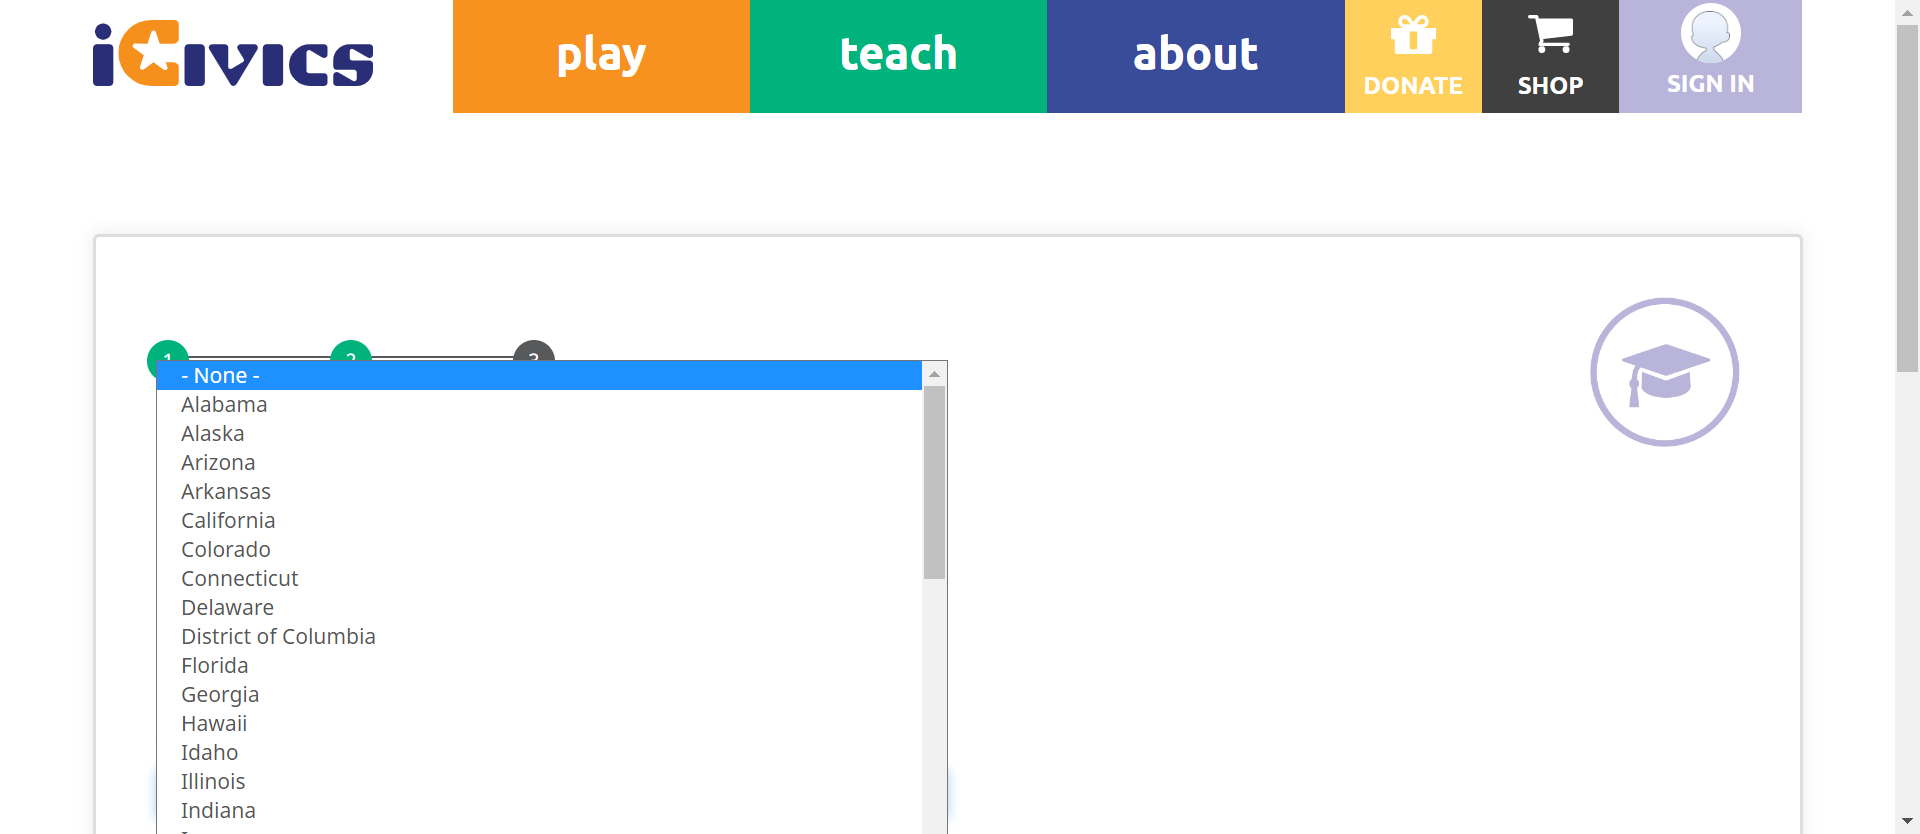 iCivics
play
teach
about
DONATE
SHOP
SIGN IN
1
2
3
- None -
Alabama
Alaska
Arizona
Arkansas
California
Colorado
Connecticut
Delaware
District of Columbia
Florida
Georgia
Hawaii
Idaho
Illinois
Indiana